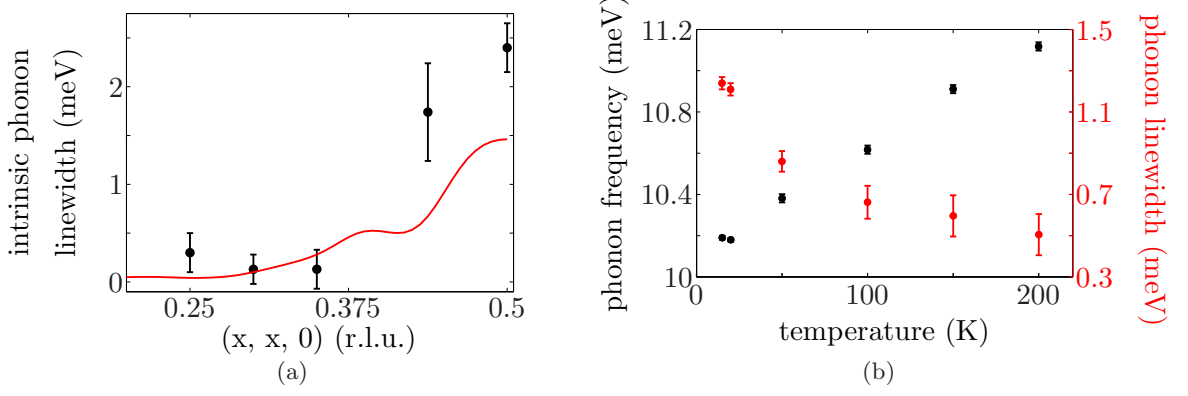 intrinsic phonon
linewidth (meV)
2
1
0
0.25
0.375
0.5
(x, x, 0) (r.l.u.)
(a)
phonon frequency (meV)
11.2
10.8
10.4
10
0
50
100
150
200
temperature (K)
1.5
1.1
0.7
0.3
phonon linewidth (meV)
(b)